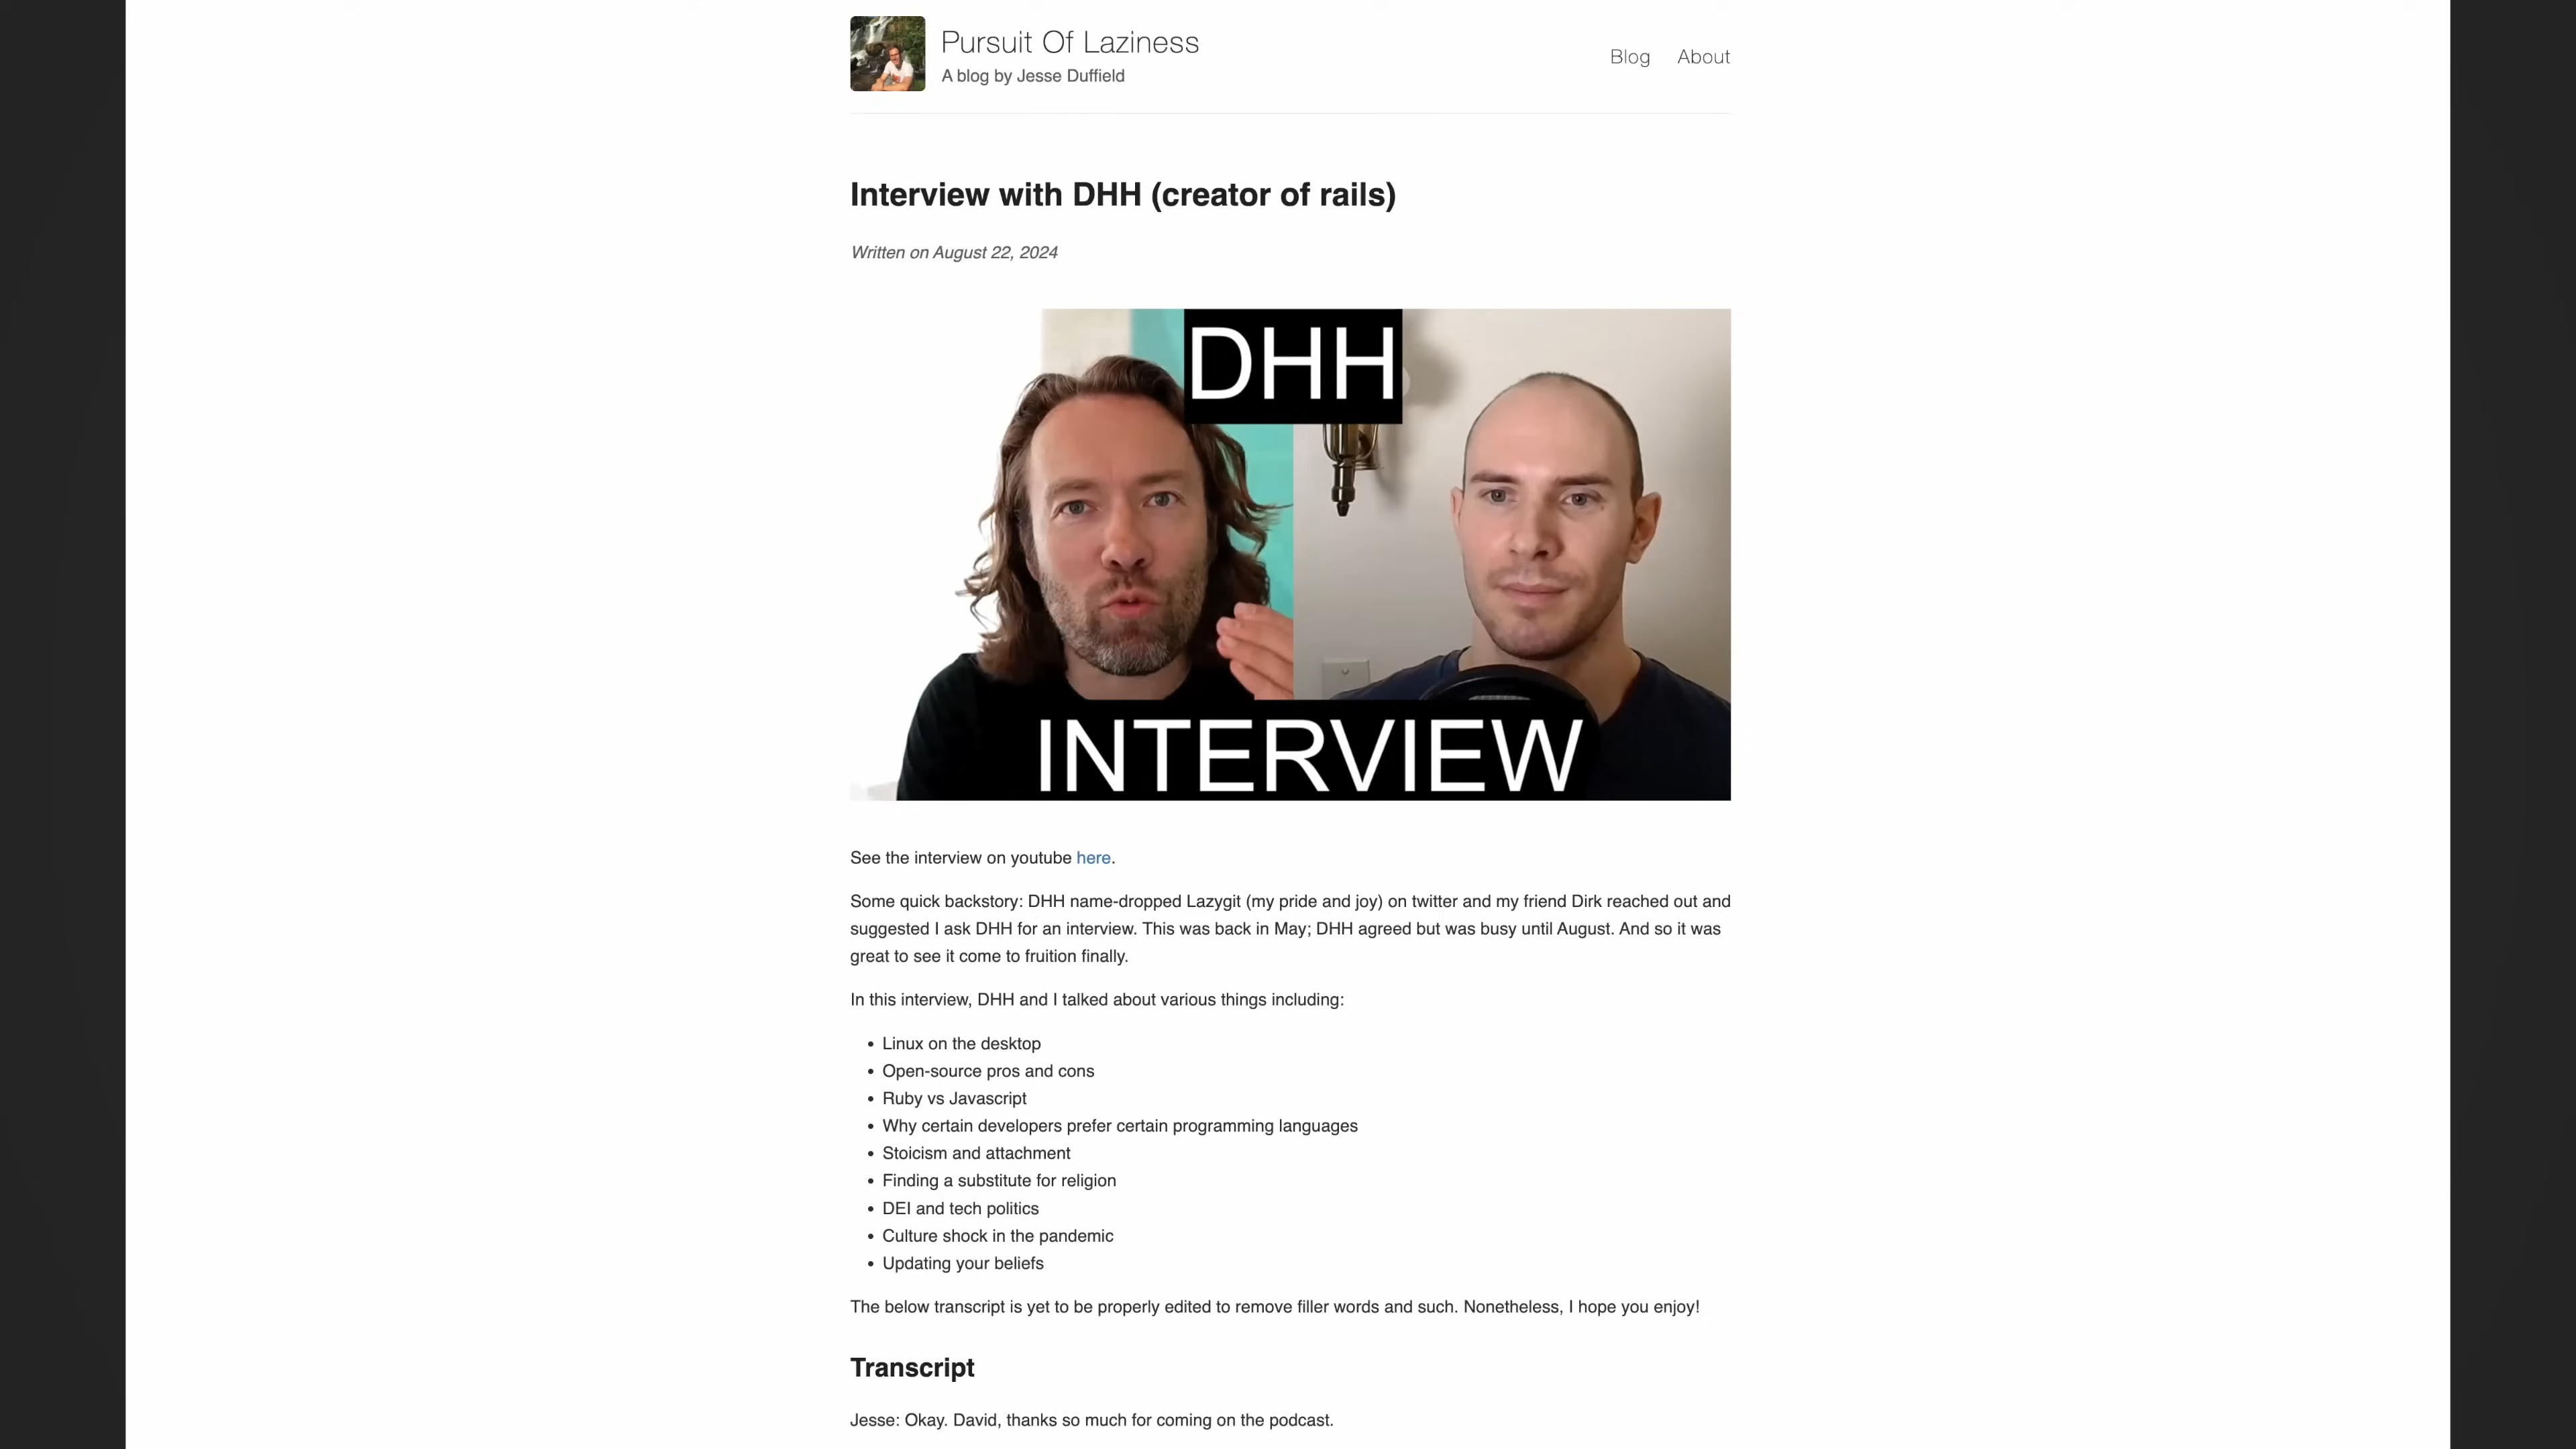 Pursuit Of Laziness
A blog by Jesse Duffield
Blog About
Interview with DHH (creator of rails)
Written on August 22, 2024
DHH
INTERVIEW
See the interview on youtube here.
Some quick backstory: DHH name-dropped Lazygit (my pride and joy) on twitter and my friend Dirk reached out and
suggested I ask DHH for an interview. This was back in May; DHH agreed but was busy until August. And so it was
great to see it come to fruition finally.
In this interview, DHH and I talked about various things including:
• Linux on the desktop
• Open-source pros and cons
• Ruby vs Javascript
• Why certain developers prefer certain programming languages
• Stoicism and attachment
• Finding a substitute for religion
• DEI and tech politics
• Culture shock in the pandemic
• Updating your beliefs
The below transcript is yet to be properly edited to remove filler words and such. Nonetheless, I hope you enjoy!
Transcript
Jesse: Okay. David, thanks so much for coming on the podcast.